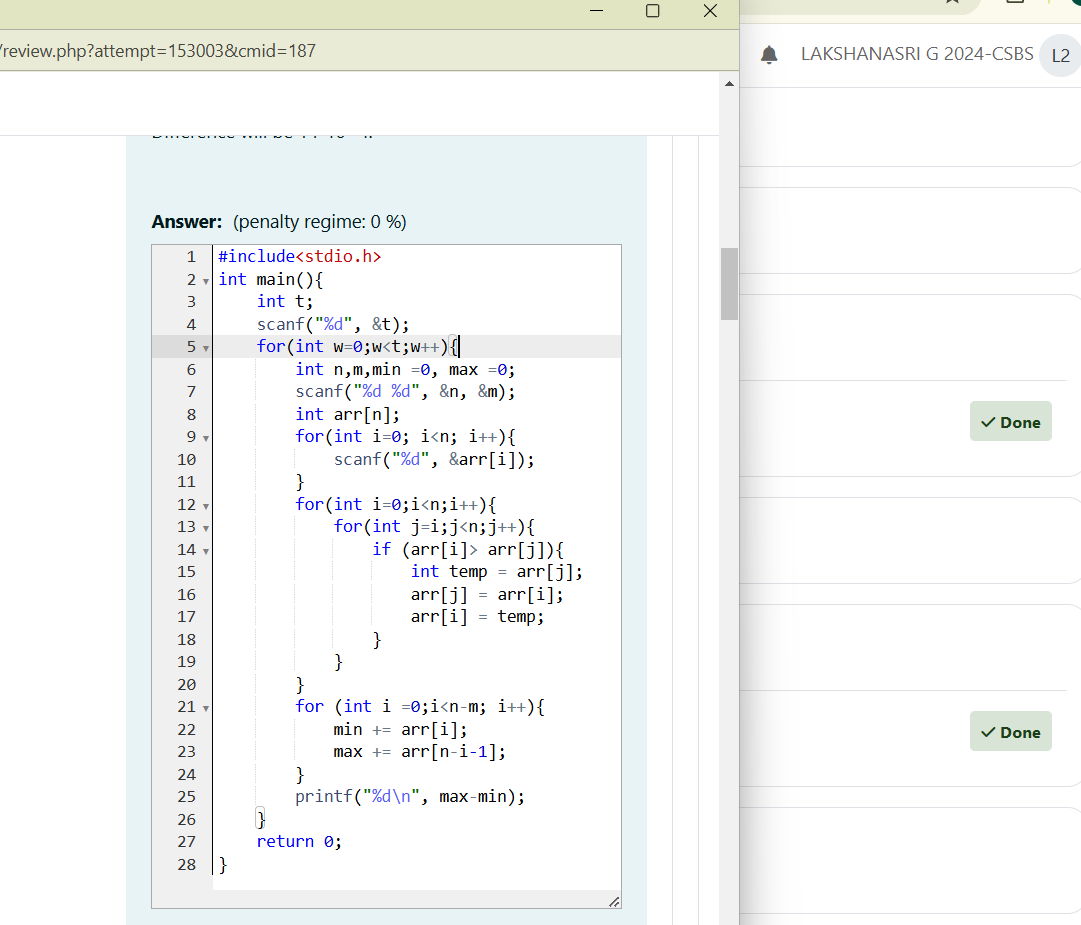 /review.php?attempt=153003&cmid=187
LAKSHANASRI G 2024-CSBS L2
Answer: (penalty regime: 0 %)
1 #include<stdio.h>
2 int main(){
3 int t;
4 scanf("%d", &t);
5 for(int w=0;w<t;w++){
6 int n,m,min =0, max =0;
7 scanf("%d %d", &n, &m);
8 int arr[n];
9 for(int i=0; i<n; i++){
10 scanf("%d", &arr[i]);
11 }
12 for(int i=0;i<n;i++){
13 for(int j=i;j<n;j++){
14 if (arr[i]> arr[j]){
15 int temp = arr[j];
16 arr[j] = arr[i];
17 arr[i] = temp;
18 }
19 }
20 }
21 for (int i =0;i<n-m; i++){
22 min += arr[i];
23 max += arr[n-i-1];
24 }
25 printf("%d\n", max-min);
26 }
27 return 0;
28 }
Done
Done